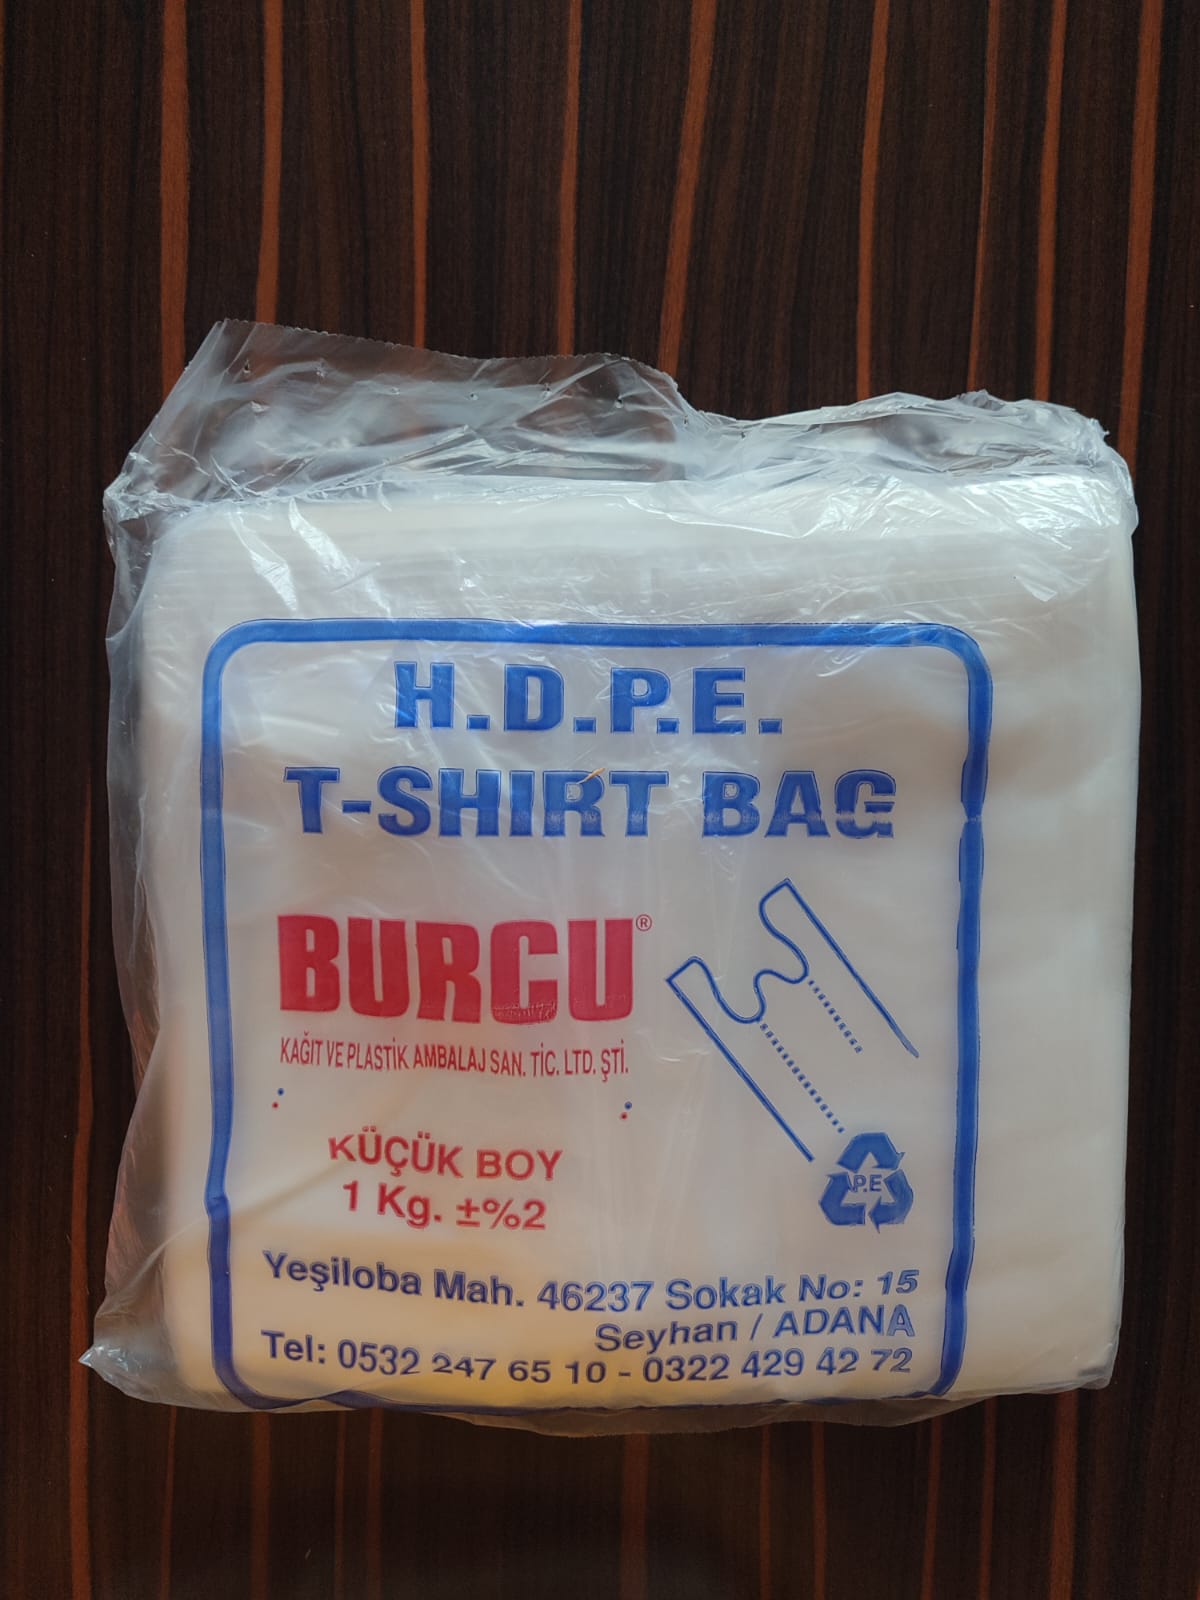 H.D.P.E.
T-SHIRT BAG
BURCU®
KAĞIT VE PLASTİK AMBALAJ SAN. TİC. LTD. ŞTİ.
KÜÇÜK BOY
1 Kg. ±%2
P.E
Yeşiloba Mah. 46237 Sokak No: 15
Seyhan / ADANA
Tel: 0532 247 65 10 - 0322 429 42 72